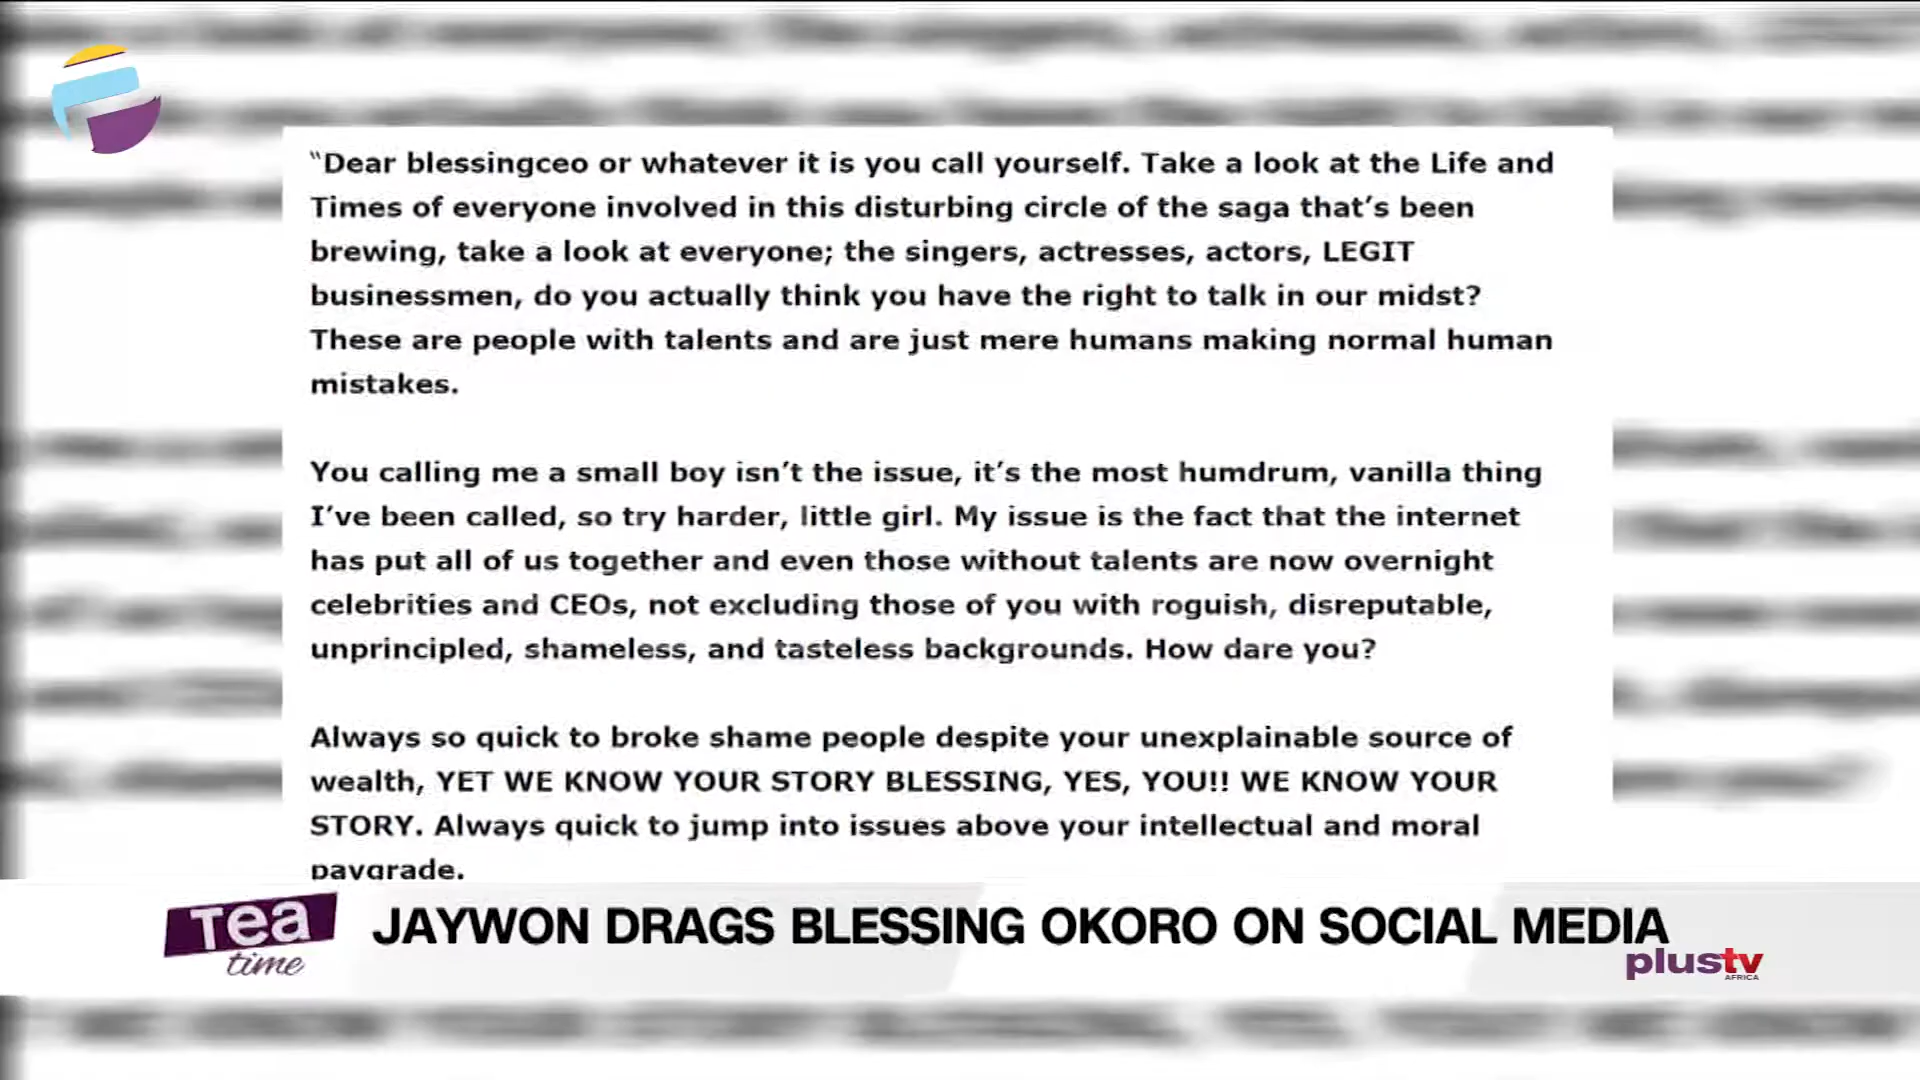 "Dear blessingceo or whatever it is you call yourself. Take a look at the Life and
Times of everyone involved in this disturbing circle of the saga that's been
brewing, take a look at everyone; the singers, actresses, actors, LEGIT
businessmen, do you actually think you have the right to talk in our midst?
These are people with talents and are just mere humans making normal human
mistakes.
You calling me a small boy isn't the issue, it's the most humdrum, vanilla thing
I've been called, so try harder, little girl. My issue is the fact that the internet
has put all of us together and even those without talents are now overnight
celebrities and CEOs, not excluding those of you with roguish, disreputable,
unprincipled, shameless, and tasteless backgrounds. How dare you?
Always so quick to broke shame people despite your unexplainable source of
wealth, YET WE KNOW YOUR STORY BLESSING, YES, YOU!! WE KNOW YOUR
STORY. Always quick to jump into issues above your intellectual and moral
paygrade.
Tea
time
JAYWON DRAGS BLESSING OKORO ON SOCIAL MEDIA
plustv
AFRICA